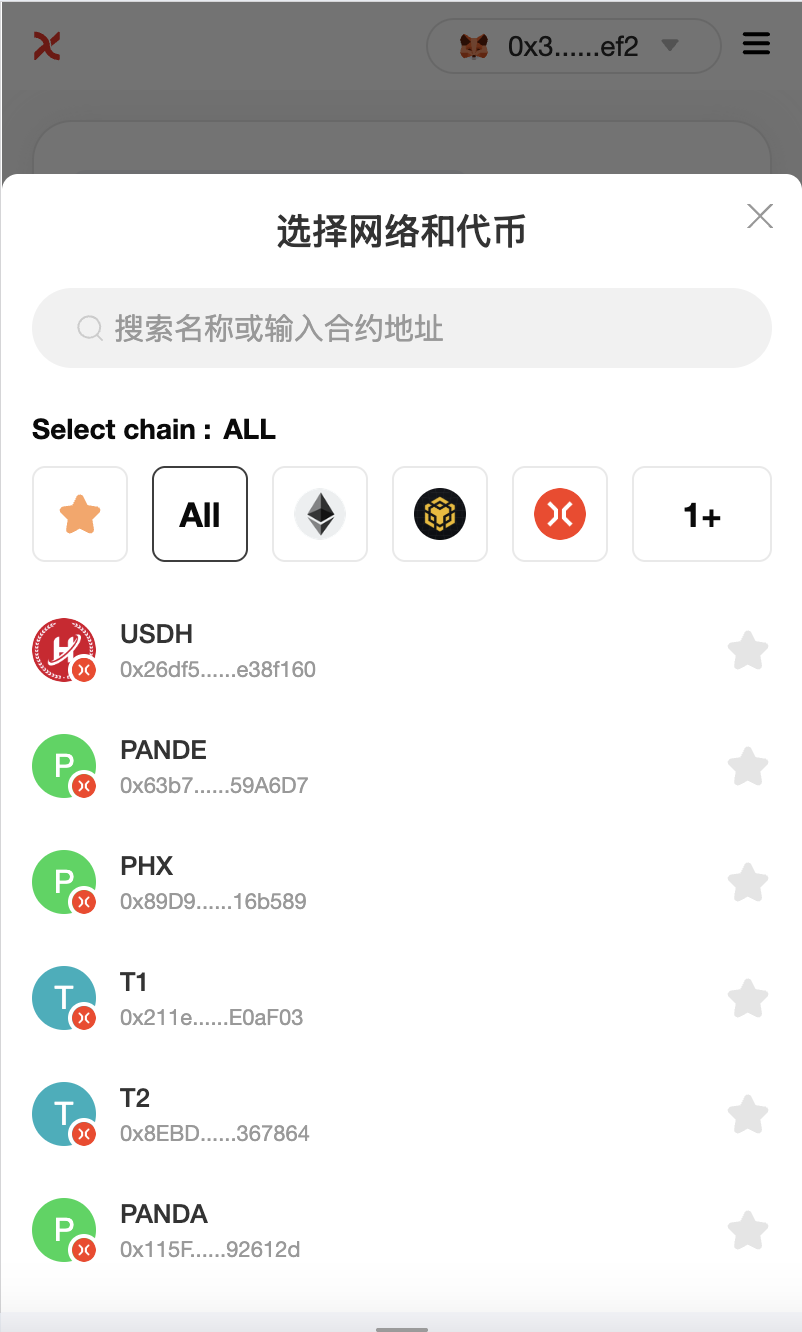 0x3......ef2
选择网络和代币
搜索名称或输入合约地址
Select chain : ALL
All
1+
USDH
0x26df5......e38f160
P
PANDE
0x63b7......59A6D7
P
PHX
0x89D9......16b589
T
T1
0x211e......E0aF03
T
T2
0x8EBD......367864
P
PANDA
0x115F......92612d